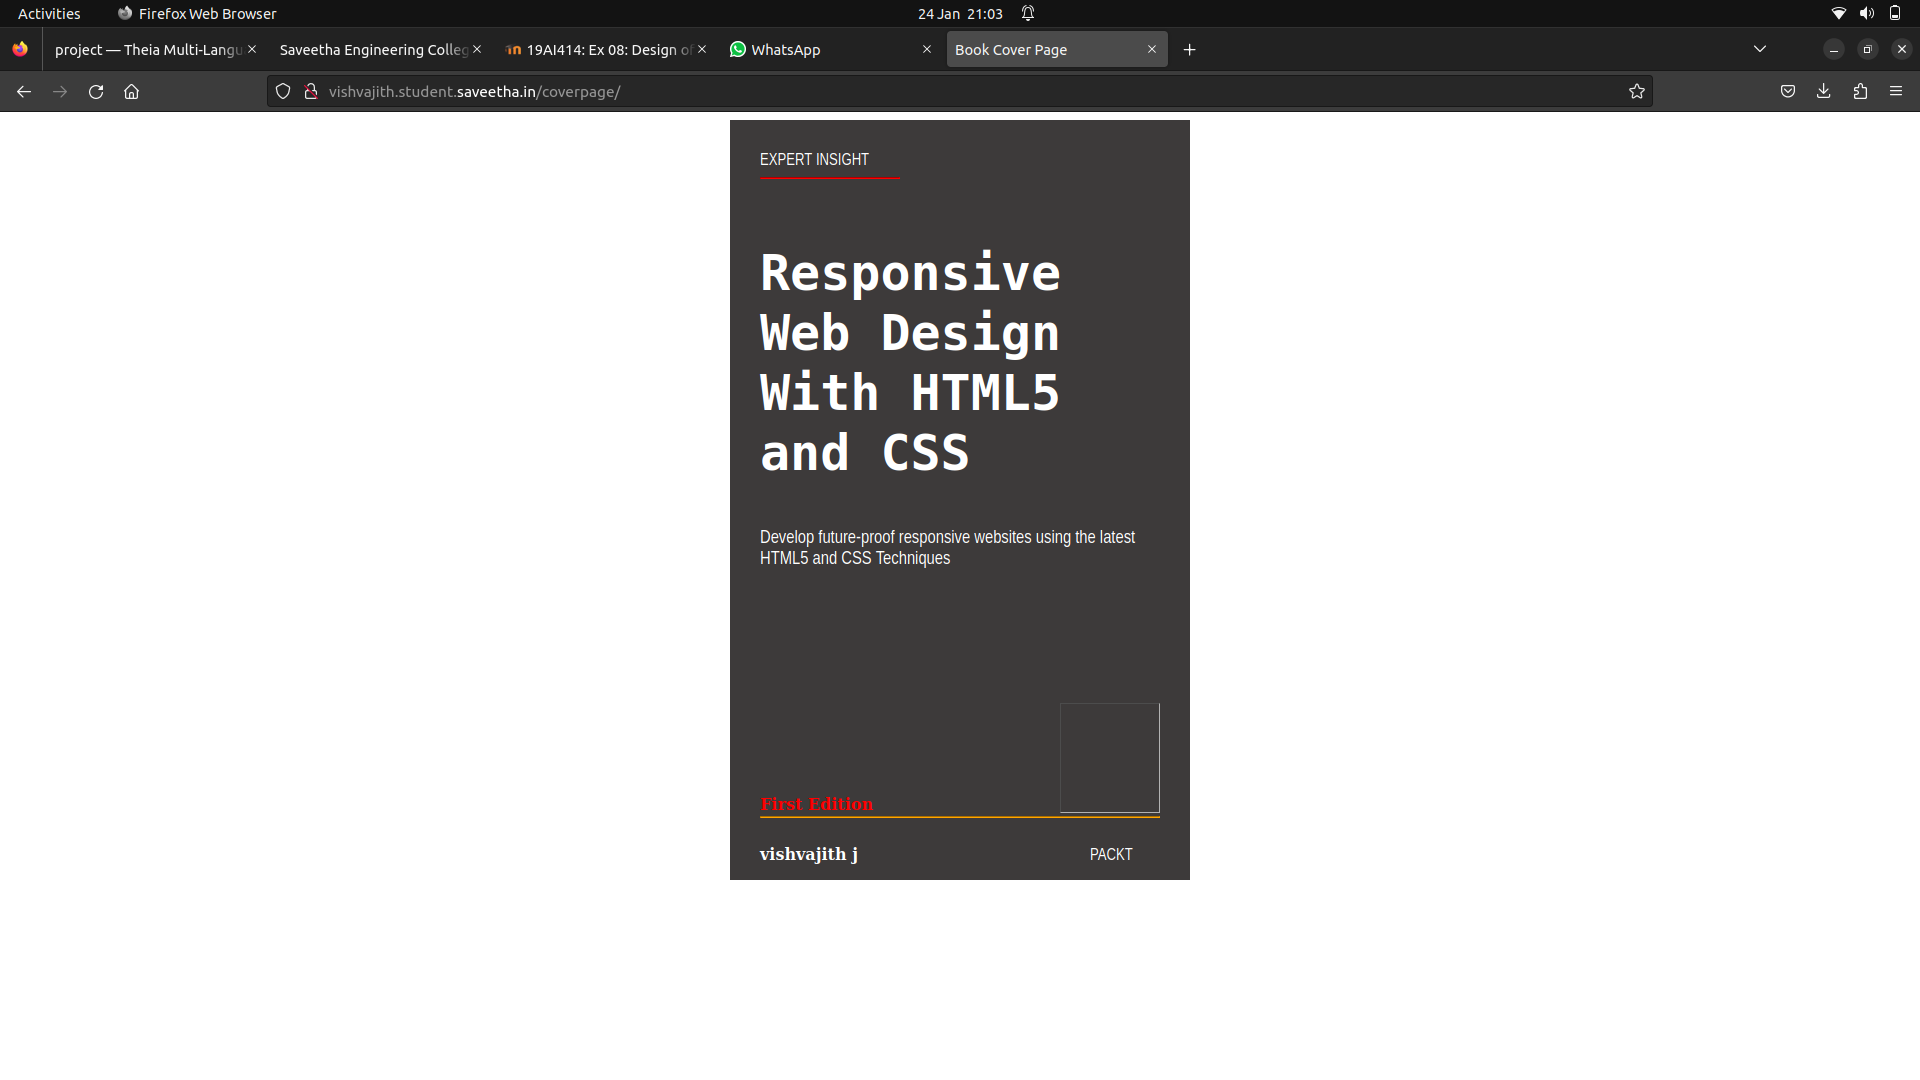 Activities
Firefox Web Browser
24 Jan 21:03
project — Theia Multi-Langu
Saveetha Engineering Colleg
19AI414: Ex 08: Design of
WhatsApp
Book Cover Page
vishvajith.student.saveetha.in/coverpage/
EXPERT INSIGHT
Responsive
Web Design
With HTML5
and CSS
Develop future-proof responsive websites using the latest
HTML5 and CSS Techniques
First Edition
vishvajith j
PACKT